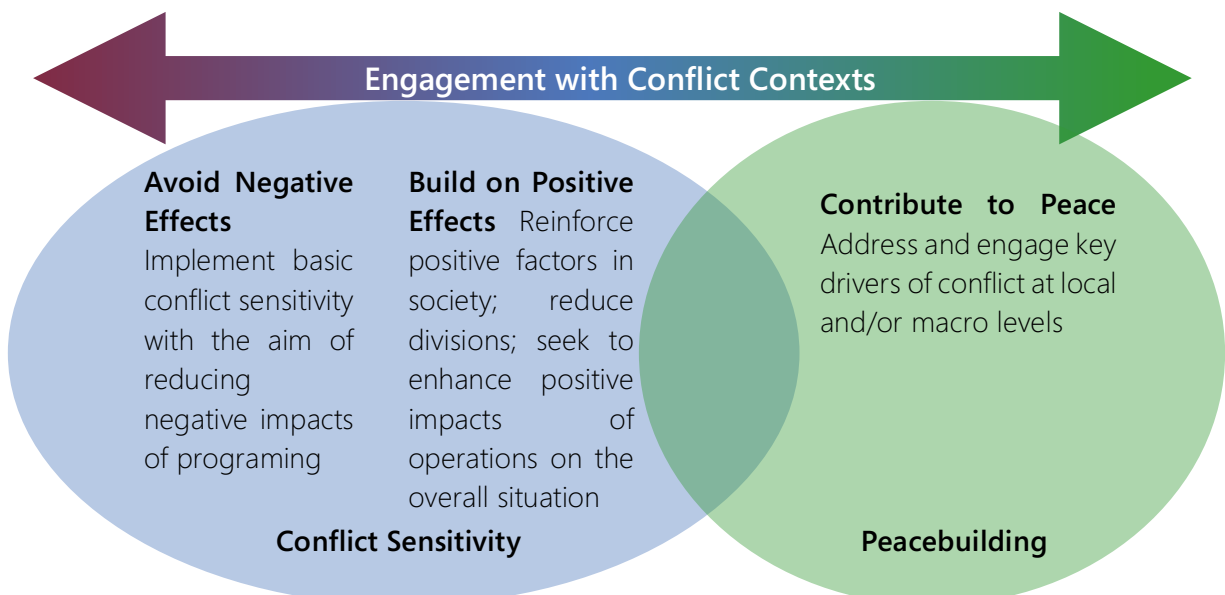 Engagement with Conflict Contexts
Avoid Negative
Effects
Implement basic
conflict sensitivity
with the aim of
reducing
negative impacts
of programing
Build on Positive
Effects Reinforce
positive factors in
society; reduce
divisions; seek to
enhance positive
impacts of
operations on the
overall situation
Conflict Sensitivity
Contribute to Peace
Address and engage key
drivers of conflict at local
and/or macro levels
Peacebuilding